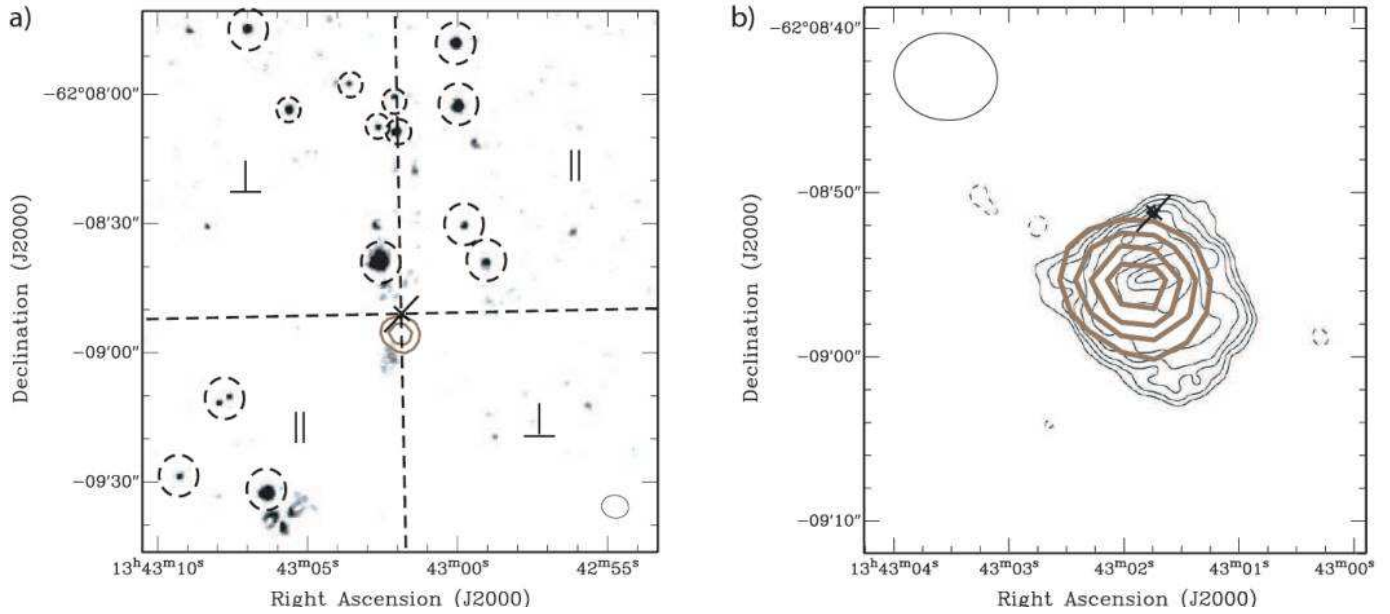 a)
−62°08′00″
−08′30″
−09′00″
−09′30″
Declination (J2000)
⊥
||
||
⊥
13ʰ43ᵐ10ˢ
43ᵐ05ˢ
43ᵐ00ˢ
42ᵐ55ˢ
Right Ascension (J2000)
b)
−62°08′40″
−08′50″
−09′00″
−09′10″
Declination (J2000)
13ʰ43ᵐ04ˢ
43ᵐ03ˢ
43ᵐ02ˢ
43ᵐ01ˢ
43ᵐ00ˢ
Right Ascension (J2000)